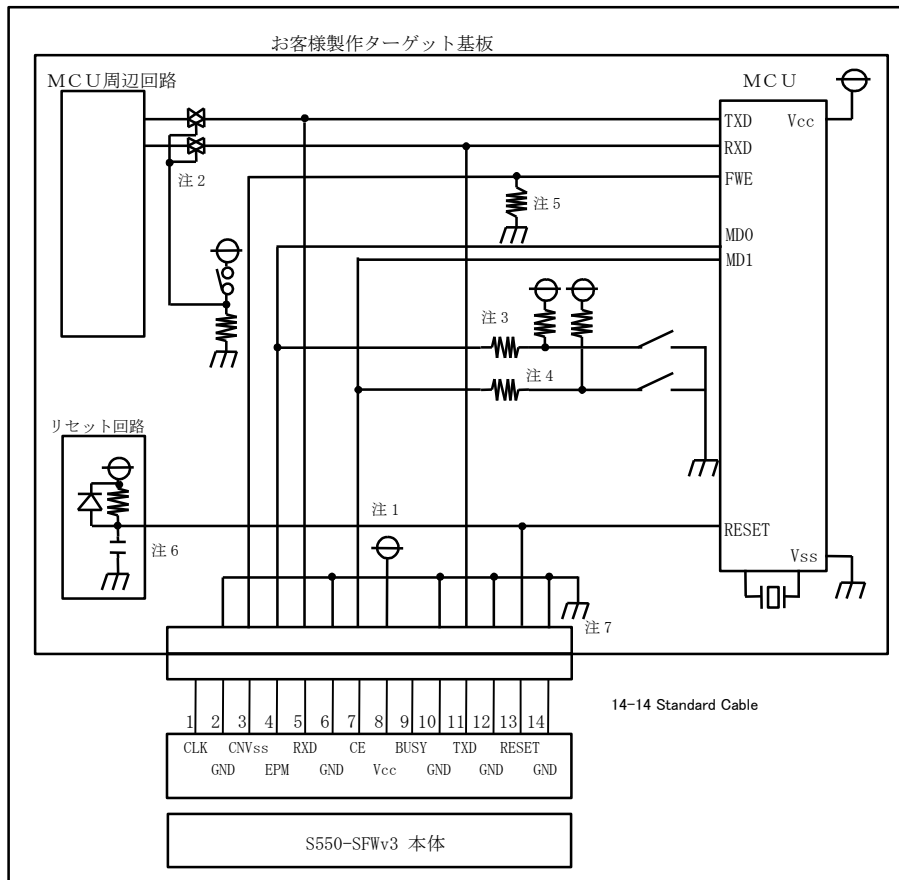 お客様製作ターゲット基板
MCU周辺回路
MCU
TXD Vcc
RXD
注2
FWE
注5
MD0
MD1
注3
注4
リセット回路
注1
RESET
注6
Vss
注7
14-14 Standard Cable
1 2 3 4 5 6 7 8 9 10 11 12 13 14
CLK CNVss RXD CE BUSY TXD RESET
GND EPM GND Vcc GND GND GND
S550-SFWv3 本体